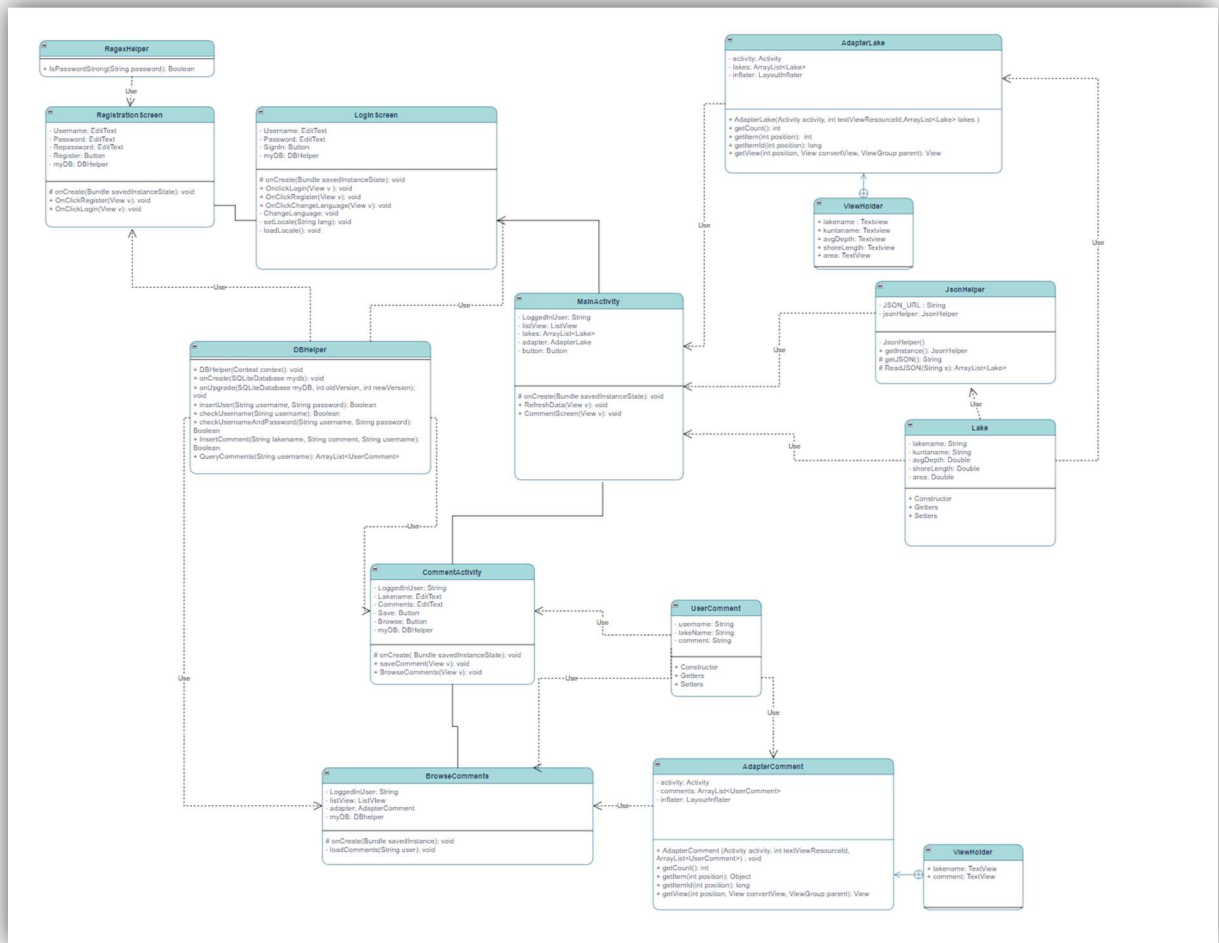 RegexHelper
+ IsPasswordStrong(String password): Boolean
Use
RegistrationScreen
- Username: EditText
- Password: EditText
- Repassword: EditText
- Register: Button
- myDB: DBHelper
# onCreate(Bundle savedInstanceState): void
+ OnClickRegister(View v): void
+ OnClickLogin(View v): void
LoginScreen
- Username: EditText
- Password: EditText
- SignIn: Button
- myDB: DBHelper
# onCreate(Bundle savedInstanceState): void
+ OnclickLogin(View v ): void
+ OnClickRegister(View v): void
+ OnClickChangeLanguage(View v): void
- ChangeLanguage: void
- setLocale(String lang): void
- loadLocale(): void
AdapterLake
- activity: Activity
- lakes: ArrayList<Lake>
- inflater: LayoutInflater
+ AdapterLake(Activity activity, int textViewResourceId,ArrayList<Lake> lakes )
+ getCount(): int
+ getItem(int position): int
+ getItemId(int position): long
+ getView(int position, View convertView, ViewGroup parent): View
ViewHolder
+ lakename : Textview
+ kuntaname: Textview
+ avgDepth: Textview
+ shoreLength: Textview
+ area: TextView
Use
Use
Use
Use
MainActivity
- LoggedInUser: String
- listView: ListView
- lakes: ArrayList<Lake>
- adapter: AdapterLake
- button: Button
# onCreate(Bundle savedInstanceState): void
+ RefreshData(View v): void
+ CommentScreen(View v): void
JsonHelper
- JSON_URL : String
- jsonHelper: JsonHelper
- JsonHelper()
+ getInstance(): JsonHelper
# getJSON(): String
# ReadJSON(String s): ArrayList<Lake>
Use
Use
Use
DBHelper
+ DBHelper(Context context): void
+ onCreate(SQLiteDatabase mydb): void
+ onUpgrade(SQLiteDatabase myDB, int oldVersion, int newVersion):
void
+ insertUser(String username, String password): Boolean
+ checkUsername(String username): Boolean
+ checkUsernameAndPassword(String username, String password):
Boolean
+ InsertComment(String lakename, String comment, String username):
Boolean
+ QueryComments(String username): ArrayList<UserComment>
Lake
- lakename: String
- kuntaname: String
- avgDepth: Double
- shoreLength: Double
- area: Double
+ Constructor
+ Getters
+ Setters
Use
CommentActivity
- LoggedInUser: String
- Lakename: EditText
- Comments: EditText
- Save: Button
- Browse: Button
- myDB: DBHelper
# onCreate( Bundle savedInstanceState): void
+ saveComment(View v): void
+ BrowseComments(View v): void
Use
UserComment
- username: String
- lakeName: String
- comment: String
+ Constructor
+ Getters
+ Setters
Use
Use
Use
BrowseComments
- LoggedInUser: String
- listView: ListView
- adapter: AdapterComment
- myDB: DBhelper
# onCreate(Bundle savedInstance): void
- loadComments(String user): void
Use
AdapterComment
- activity: Activity
- comments: ArrayList<UserComment>
- inflater: LayourInflater
+ AdapterComment (Activity activity, int textViewResourceId,
ArrayList<UserComment>) : void
+ getCount(): int
+ getItem(int position): Object
+ getItemId(int position): long
+ getView(int position, View convertView, ViewGroup parent): View
ViewHolder
+ lakename: TextView
+ comment: TextView